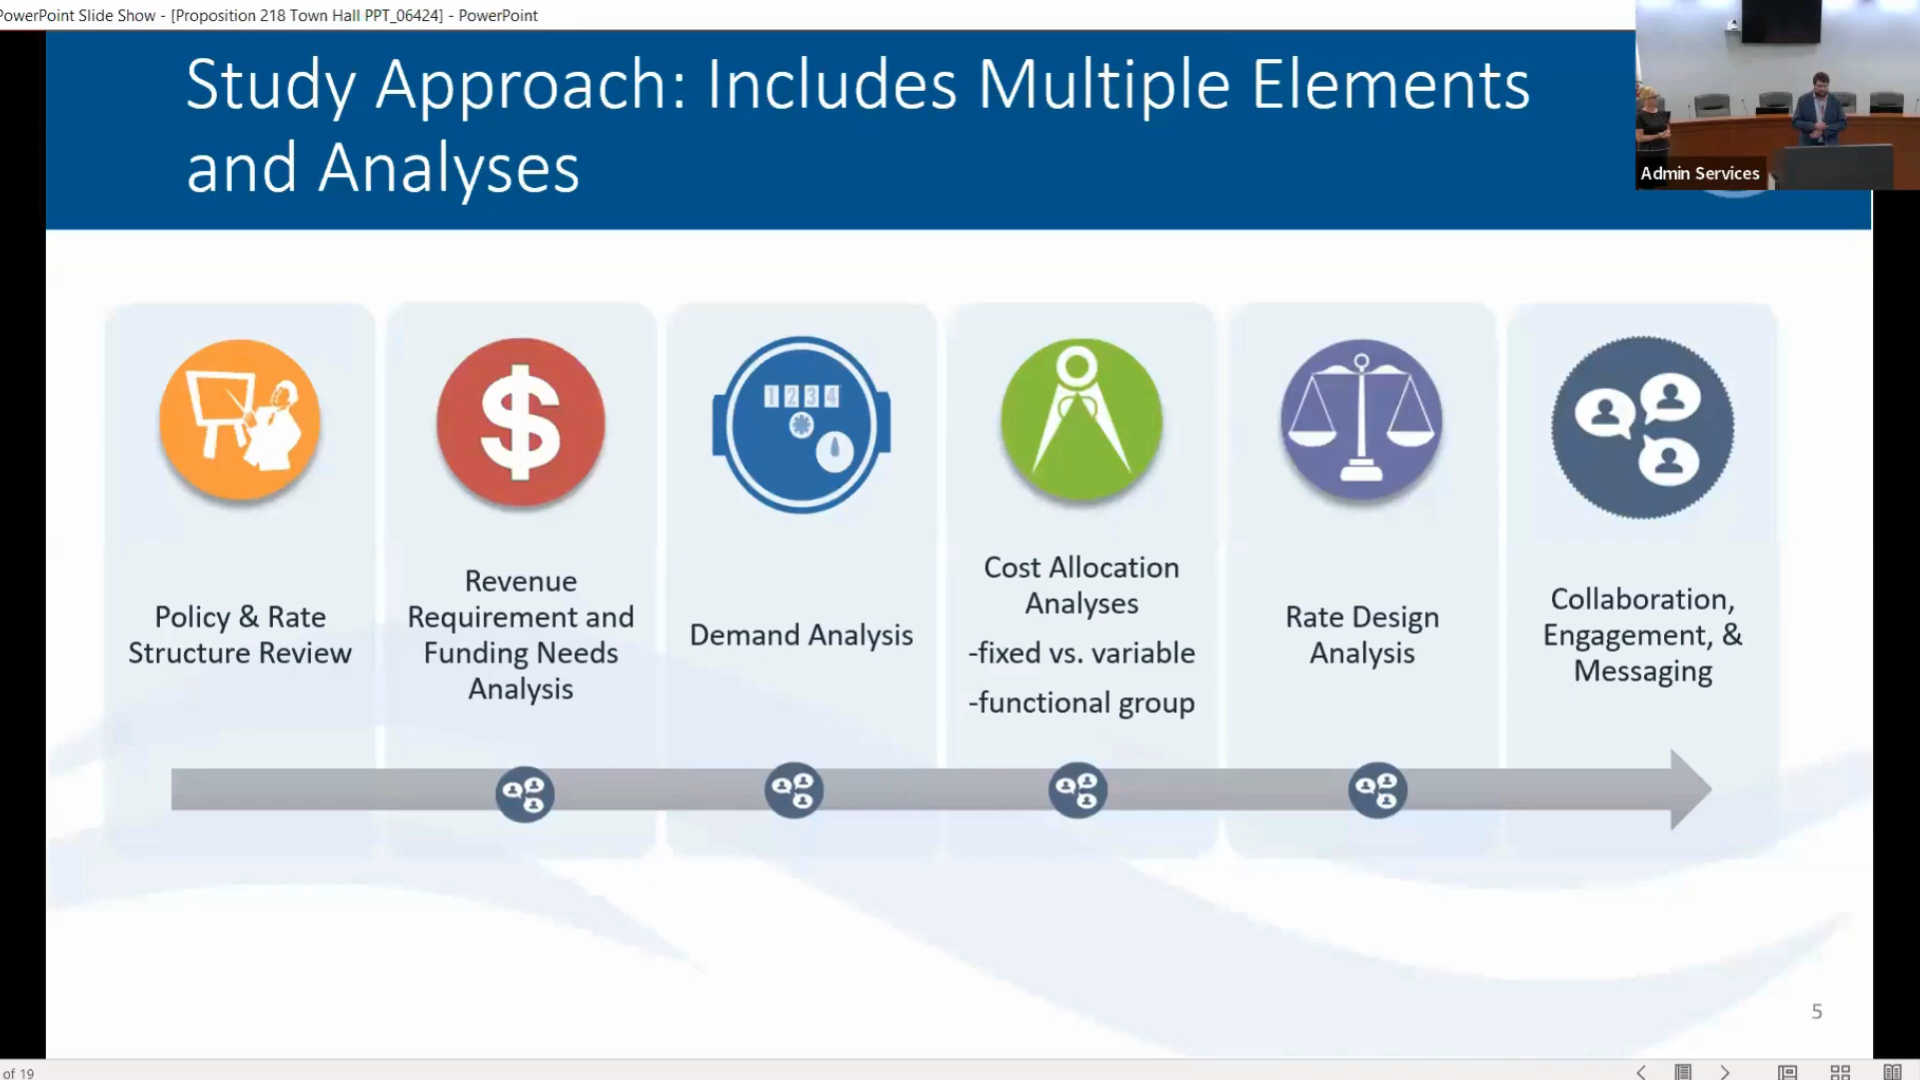 PowerPoint Slide Show - [Proposition 218 Town Hall PPT_06424] - PowerPoint
Admin Services
Study Approach: Includes Multiple Elements
and Analyses
Policy & Rate
Structure Review
Revenue
Requirement and
Funding Needs
Analysis
1234
Demand Analysis
Cost Allocation
Analyses
-fixed vs. variable
-functional group
Rate Design
Analysis
Collaboration,
Engagement, &
Messaging
5
of 19